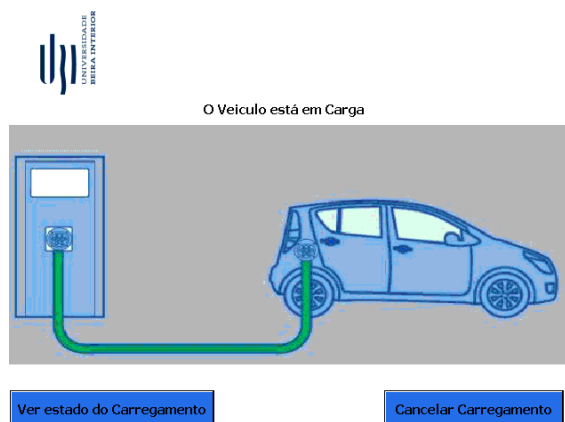 UNIVERSIDADE
BEIRA INTERIOR
O Veiculo está em Carga
Ver estado do Carregamento
Cancelar Carregamento